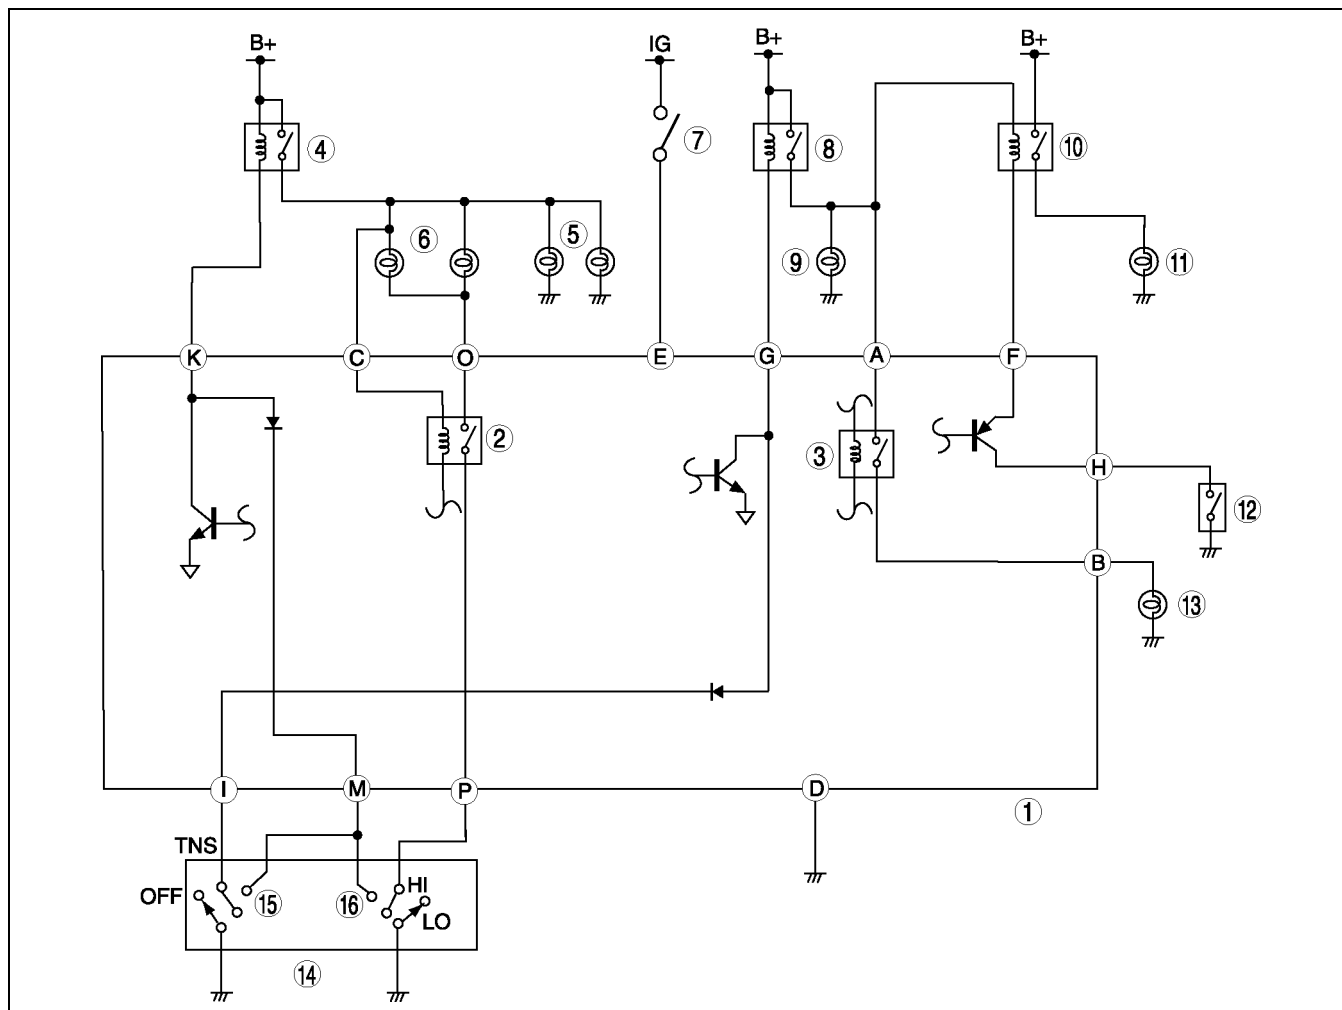 B+
IG
B+
B+
④
⑦
⑧
⑩
⑥
⑤
⑨
⑪
K
C
O
E
G
A
F
②
③
H
⑫
B
⑬
I
M
P
D
①
TNS
OFF
⑮
⑯
HI
LO
⑭